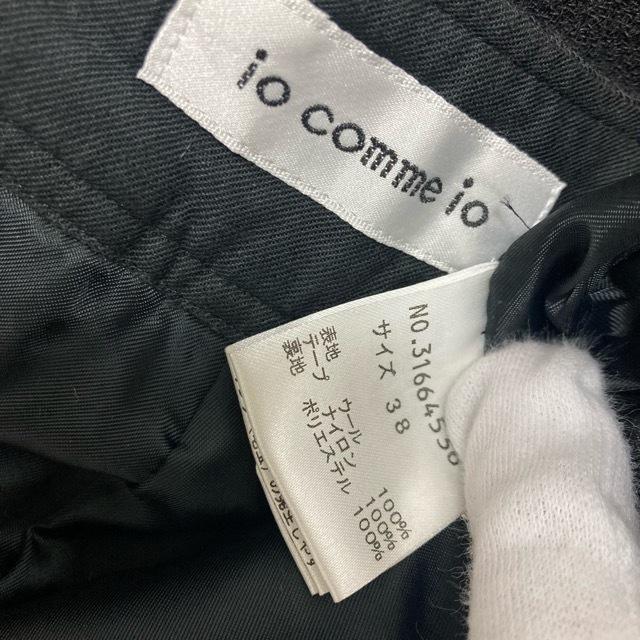 io comme io
NO.31664550
サイズ 38
表地 ウール 100%
テープ ナイロン 100%
裏地 ポリエステル 100%